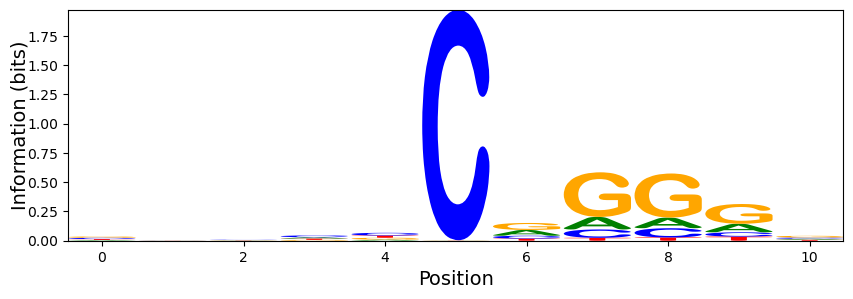 1.75
1.50
1.25
1.00
0.75
0.50
0.25
0.00
Information (bits)
C
G
A
G
A
C
G
A
C
G
A
0 2 4 6 8 10
Position